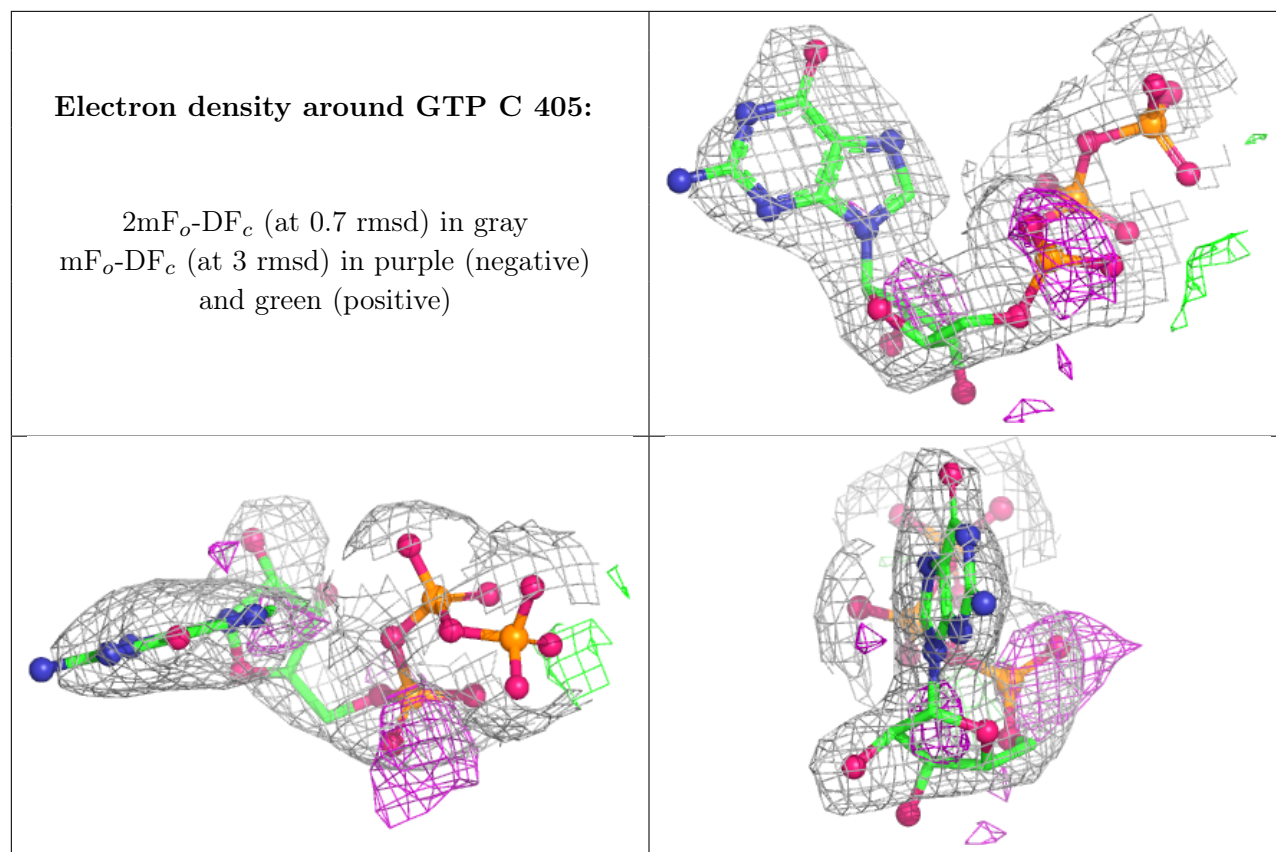 Electron density around GTP C 405:
2mFo-DFc (at 0.7 rmsd) in gray
mFo-DFc (at 3 rmsd) in purple (negative)
and green (positive)